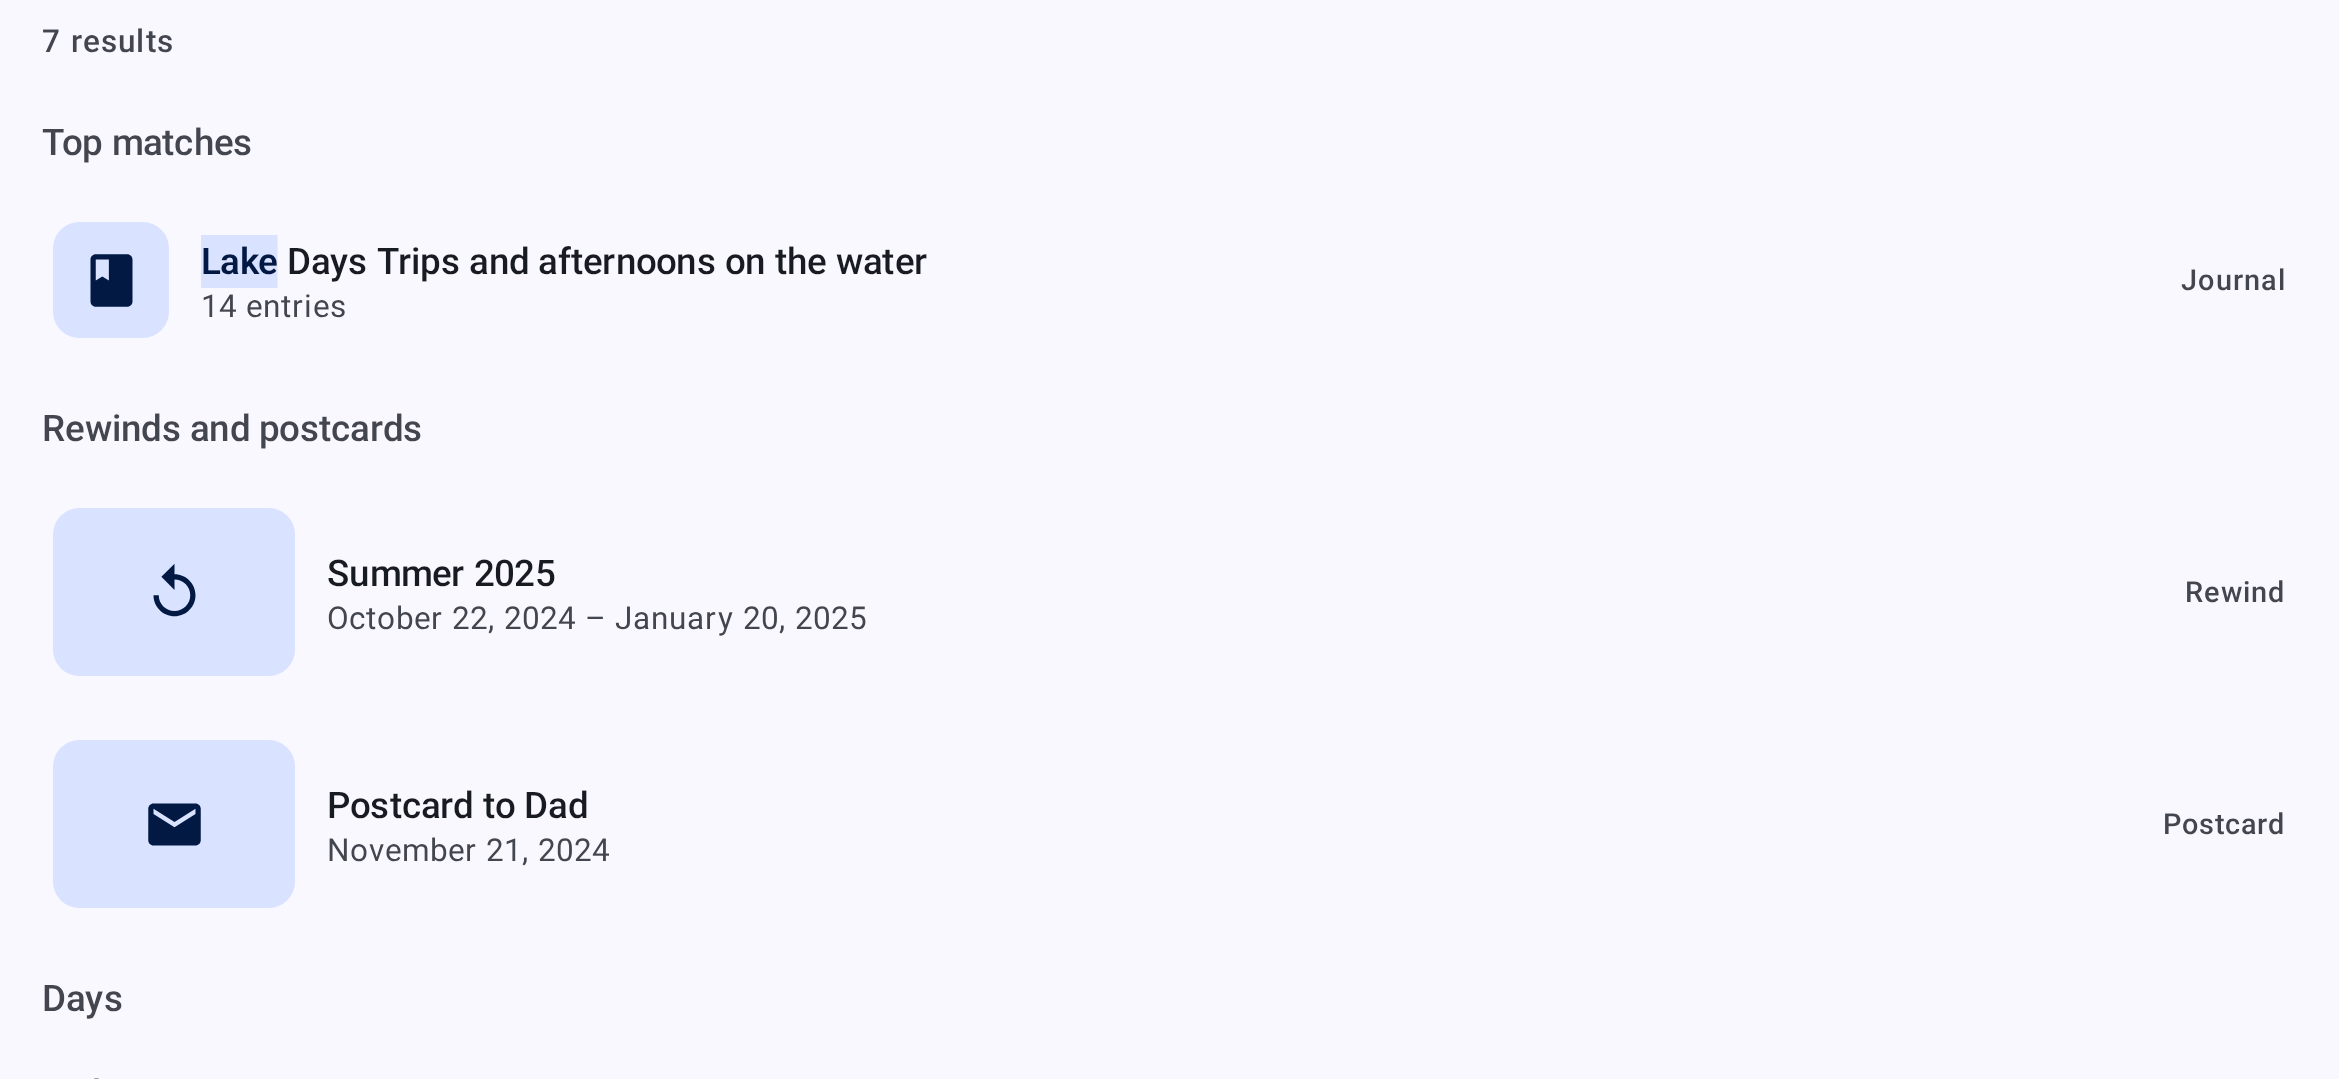 7 results
Top matches
Lake Days Trips and afternoons on the water
14 entries
Journal
Rewinds and postcards
Summer 2025
October 22, 2024 – January 20, 2025
Rewind
Postcard to Dad
November 21, 2024
Postcard
Days